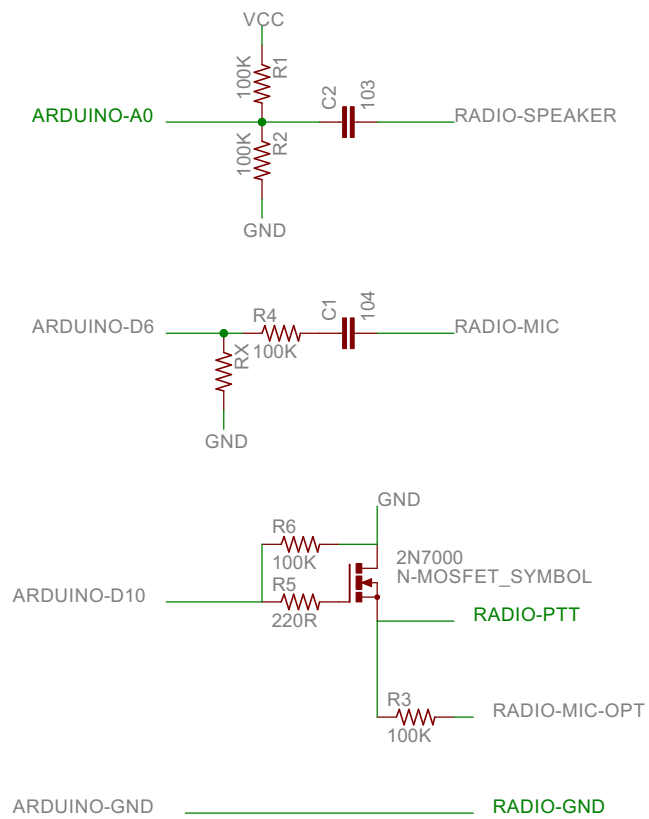 VCC
100K
R1
ARDUINO-A0
C2
103
RADIO-SPEAKER
100K
R2
GND
ARDUINO-D6
R4
100K
C1
104
RADIO-MIC
RX
GND
GND
R6
100K
2N7000
N-MOSFET_SYMBOL
ARDUINO-D10
R5
220R
RADIO-PTT
R3
100K
RADIO-MIC-OPT
ARDUINO-GND
RADIO-GND